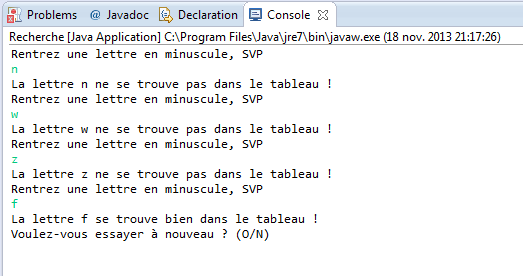 Problems @ Javadoc Declaration Console
Recherche [Java Application] C:\Program Files\Java\jre7\bin\javaw.exe (18 nov. 2013 21:17:26)
Rentrez une lettre en minuscule, SVP
n
La lettre n ne se trouve pas dans le tableau !
Rentrez une lettre en minuscule, SVP
w
La lettre w ne se trouve pas dans le tableau !
Rentrez une lettre en minuscule, SVP
z
La lettre z ne se trouve pas dans le tableau !
Rentrez une lettre en minuscule, SVP
f
La lettre f se trouve bien dans le tableau !
Voulez-vous essayer à nouveau ? (O/N)